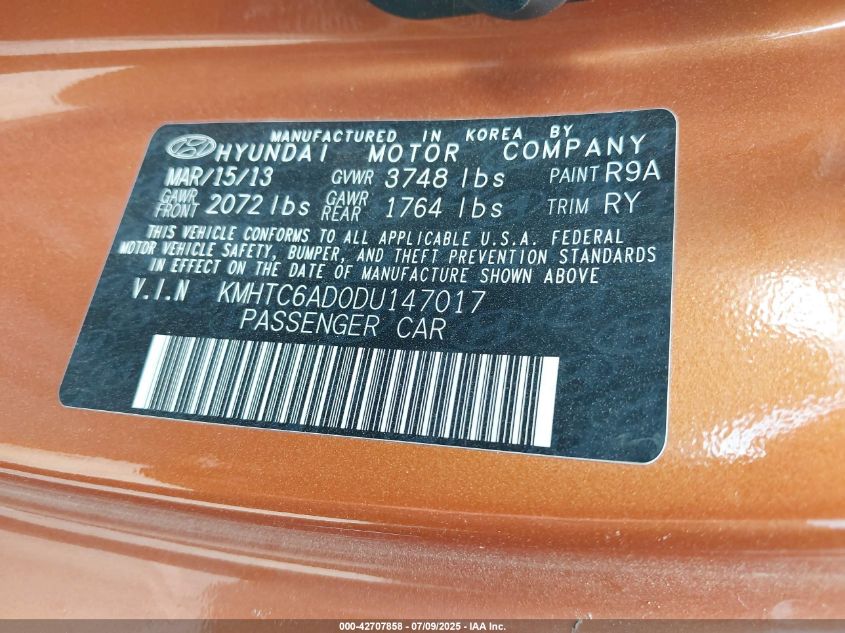 MANUFACTURED IN KOREA BY
HYUNDAI MOTOR COMPANY
MAR/15/13 GVWR 3748 lbs PAINT R9A
GAWR FRONT 2072 lbs GAWR REAR 1764 lbs TRIM RY
THIS VEHICLE CONFORMS TO ALL APPLICABLE U.S.A. FEDERAL
MOTOR VEHICLE SAFETY, BUMPER, AND THEFT PREVENTION STANDARDS
IN EFFECT ON THE DATE OF MANUFACTURE SHOWN ABOVE
V.I.N KMHTC6AD0DU147017
PASSENGER CAR
000-42707858 - 07/09/2025 - IAA Inc.